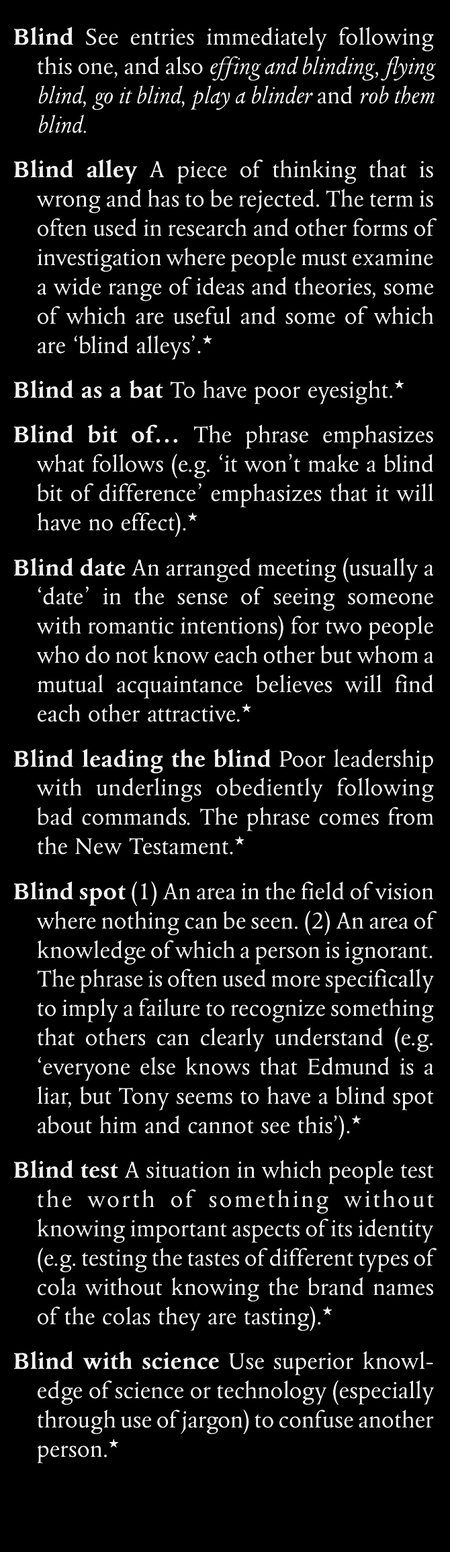 Blind See entries immediately following
this one, and also effing and blinding, flying
blind, go it blind, play a blinder and rob them
blind.
Blind alley A piece of thinking that is
wrong and has to be rejected. The term is
often used in research and other forms of
investigation where people must examine
a wide range of ideas and theories, some
of which are useful and some of which
are ‘blind alleys’.★
Blind as a bat To have poor eyesight.★
Blind bit of… The phrase emphasizes
what follows (e.g. ‘it won’t make a blind
bit of difference’ emphasizes that it will
have no effect).★
Blind date An arranged meeting (usually a
‘date’ in the sense of seeing someone
with romantic intentions) for two people
who do not know each other but whom a
mutual acquaintance believes will find
each other attractive.★
Blind leading the blind Poor leadership
with underlings obediently following
bad commands. The phrase comes from
the New Testament.★
Blind spot (1) An area in the field of vision
where nothing can be seen. (2) An area of
knowledge of which a person is ignorant.
The phrase is often used more specifically
to imply a failure to recognize something
that others can clearly understand (e.g.
‘everyone else knows that Edmund is a
liar, but Tony seems to have a blind spot
about him and cannot see this’).★
Blind test A situation in which people test
the worth of something without
knowing important aspects of its identity
(e.g. testing the tastes of different types of
cola without knowing the brand names
of the colas they are tasting).★
Blind with science Use superior knowl-
edge of science or technology (especially
through use of jargon) to confuse another
person.★